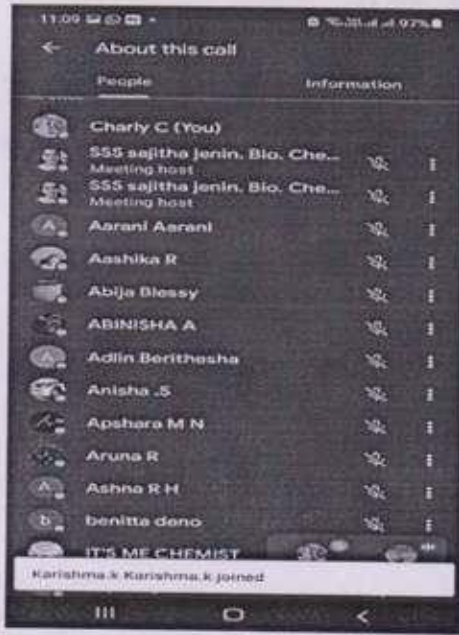 11:09
97%
About this call
People
Information
Charly C (You)
SSS sajitha jenin. Bio. Che...
Meeting host
SSS sajitha jenin. Bio. Che...
Meeting host
A
Aarani Aarani
Aashika R
Abija Blessy
ABINISHA A
A
Adlin Berithesha
Anisha .S
Apshara M N
Aruna R
A
Ashna R H
b
benitta deno
IT'S ME CHEMIST
Karishma.k Karishma.k joined